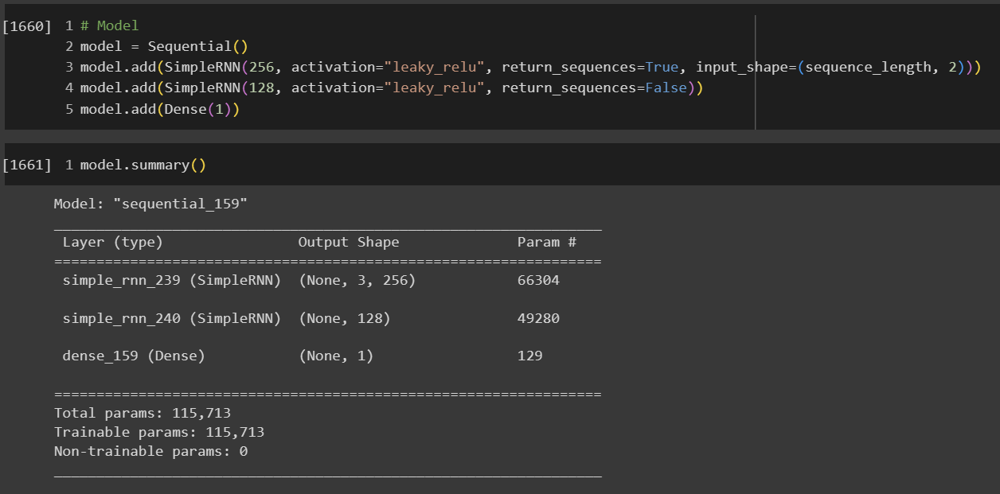 [1660] 1 # Model
2 model = Sequential()
3 model.add(SimpleRNN(256, activation="leaky_relu", return_sequences=True, input_shape=(sequence_length, 2)))
4 model.add(SimpleRNN(128, activation="leaky_relu", return_sequences=False))
5 model.add(Dense(1))
[1661] 1 model.summary()
Model: "sequential_159"
_________________________________________________________________
Layer (type) Output Shape Param #
=================================================================
simple_rnn_239 (SimpleRNN) (None, 3, 256) 66304
simple_rnn_240 (SimpleRNN) (None, 128) 49280
dense_159 (Dense) (None, 1) 129
=================================================================
Total params: 115,713
Trainable params: 115,713
Non-trainable params: 0
_________________________________________________________________